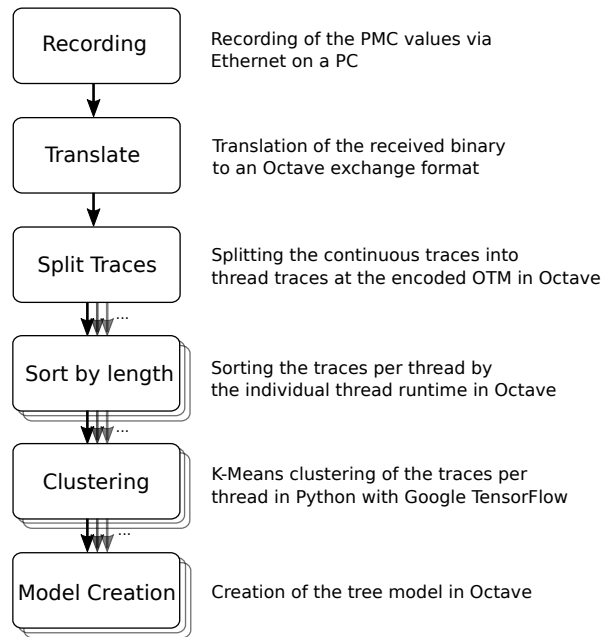 Recording
Recording of the PMC values via
Ethernet on a PC
Translate
Translation of the received binary
to an Octave exchange format
Split Traces
Splitting the continuous traces into
thread traces at the encoded OTM in Octave
...
Sort by length
Sorting the traces per thread by
the individual thread runtime in Octave
...
Clustering
K-Means clustering of the traces per
thread in Python with Google TensorFlow
...
Model Creation
Creation of the tree model in Octave